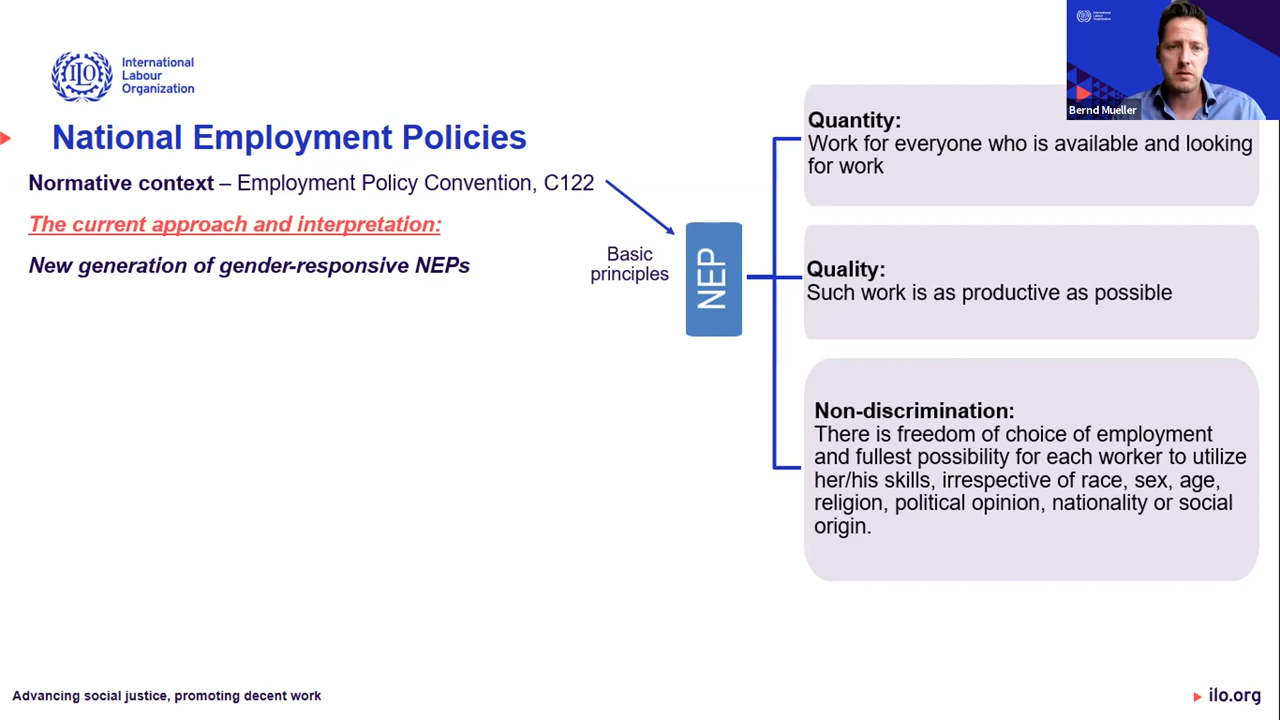 International
Labour
Organization
National Employment Policies
Normative context – Employment Policy Convention, C122
The current approach and interpretation:
New generation of gender-responsive NEPs
Basic
principles
NEP
Quantity:
Work for everyone who is available and looking
for work
Quality:
Such work is as productive as possible
Non-discrimination:
There is freedom of choice of employment
and fullest possibility for each worker to utilize
her/his skills, irrespective of race, sex, age,
religion, political opinion, nationality or social
origin.
Bernd Mueller
Advancing social justice, promoting decent work
ilo.org